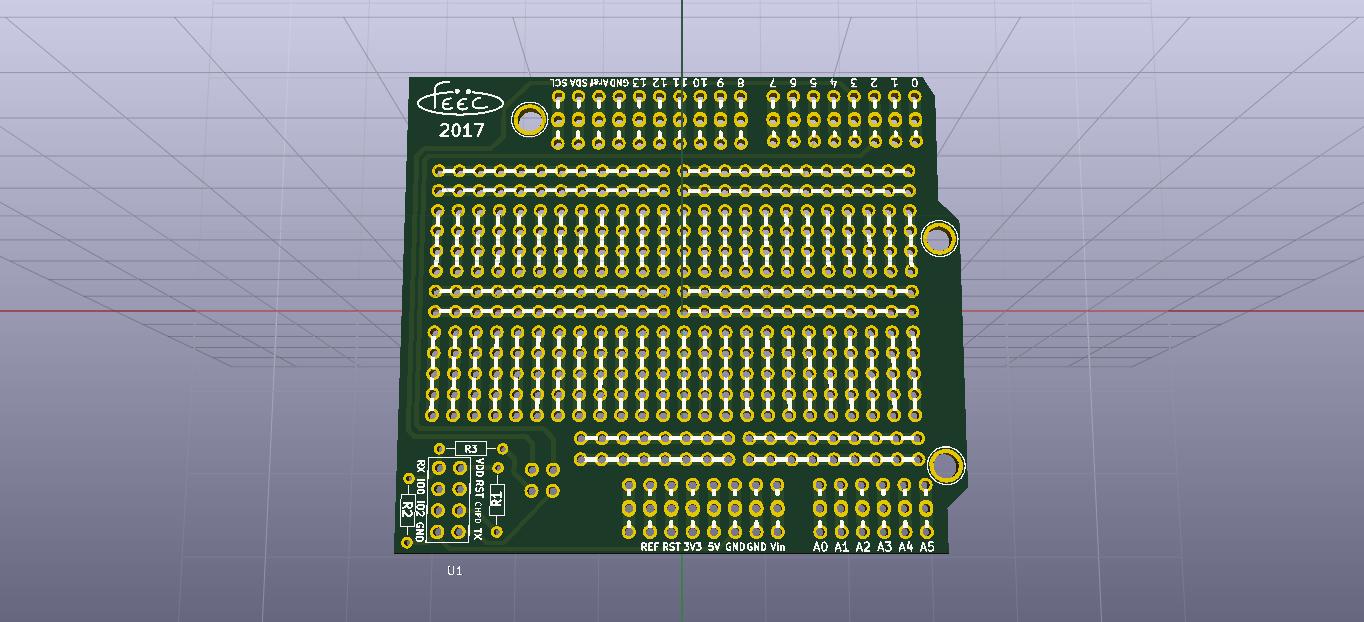 FEEC
2017
SCL SDA Aref GND 13 12 11 10 9 8 7 6 5 4 3 2 1 0
R3
RX IO0 IO2 GND
VDD RST CHPD TX
R1
R2
REF RST 3V3 5V GND GND Vin A0 A1 A2 A3 A4 A5
U1